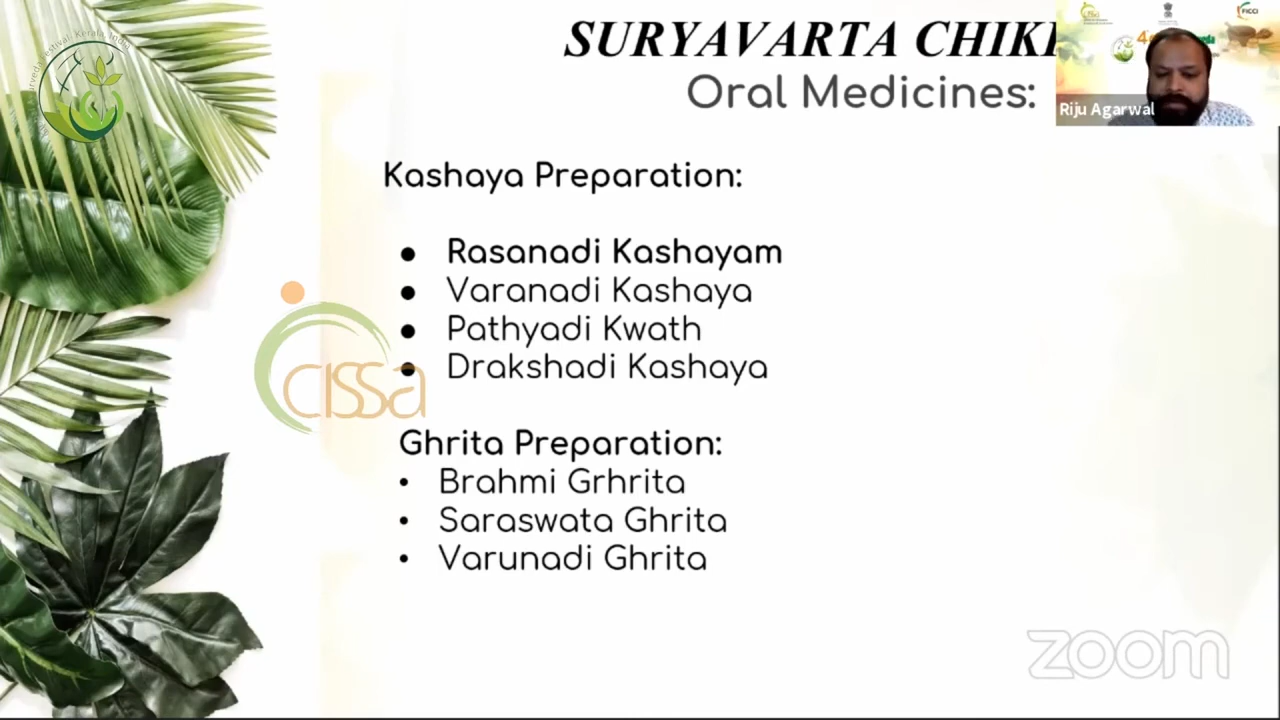 SURYAVARTA CHIKI
Oral Medicines:
Riju Agarwal
FICCI
Kashaya Preparation:
● Rasanadi Kashayam
● Varanadi Kashaya
● Pathyadi Kwath
● Drakshadi Kashaya
cissa
Ghrita Preparation:
• Brahmi Grhrita
• Saraswata Ghrita
• Varunadi Ghrita
zoom